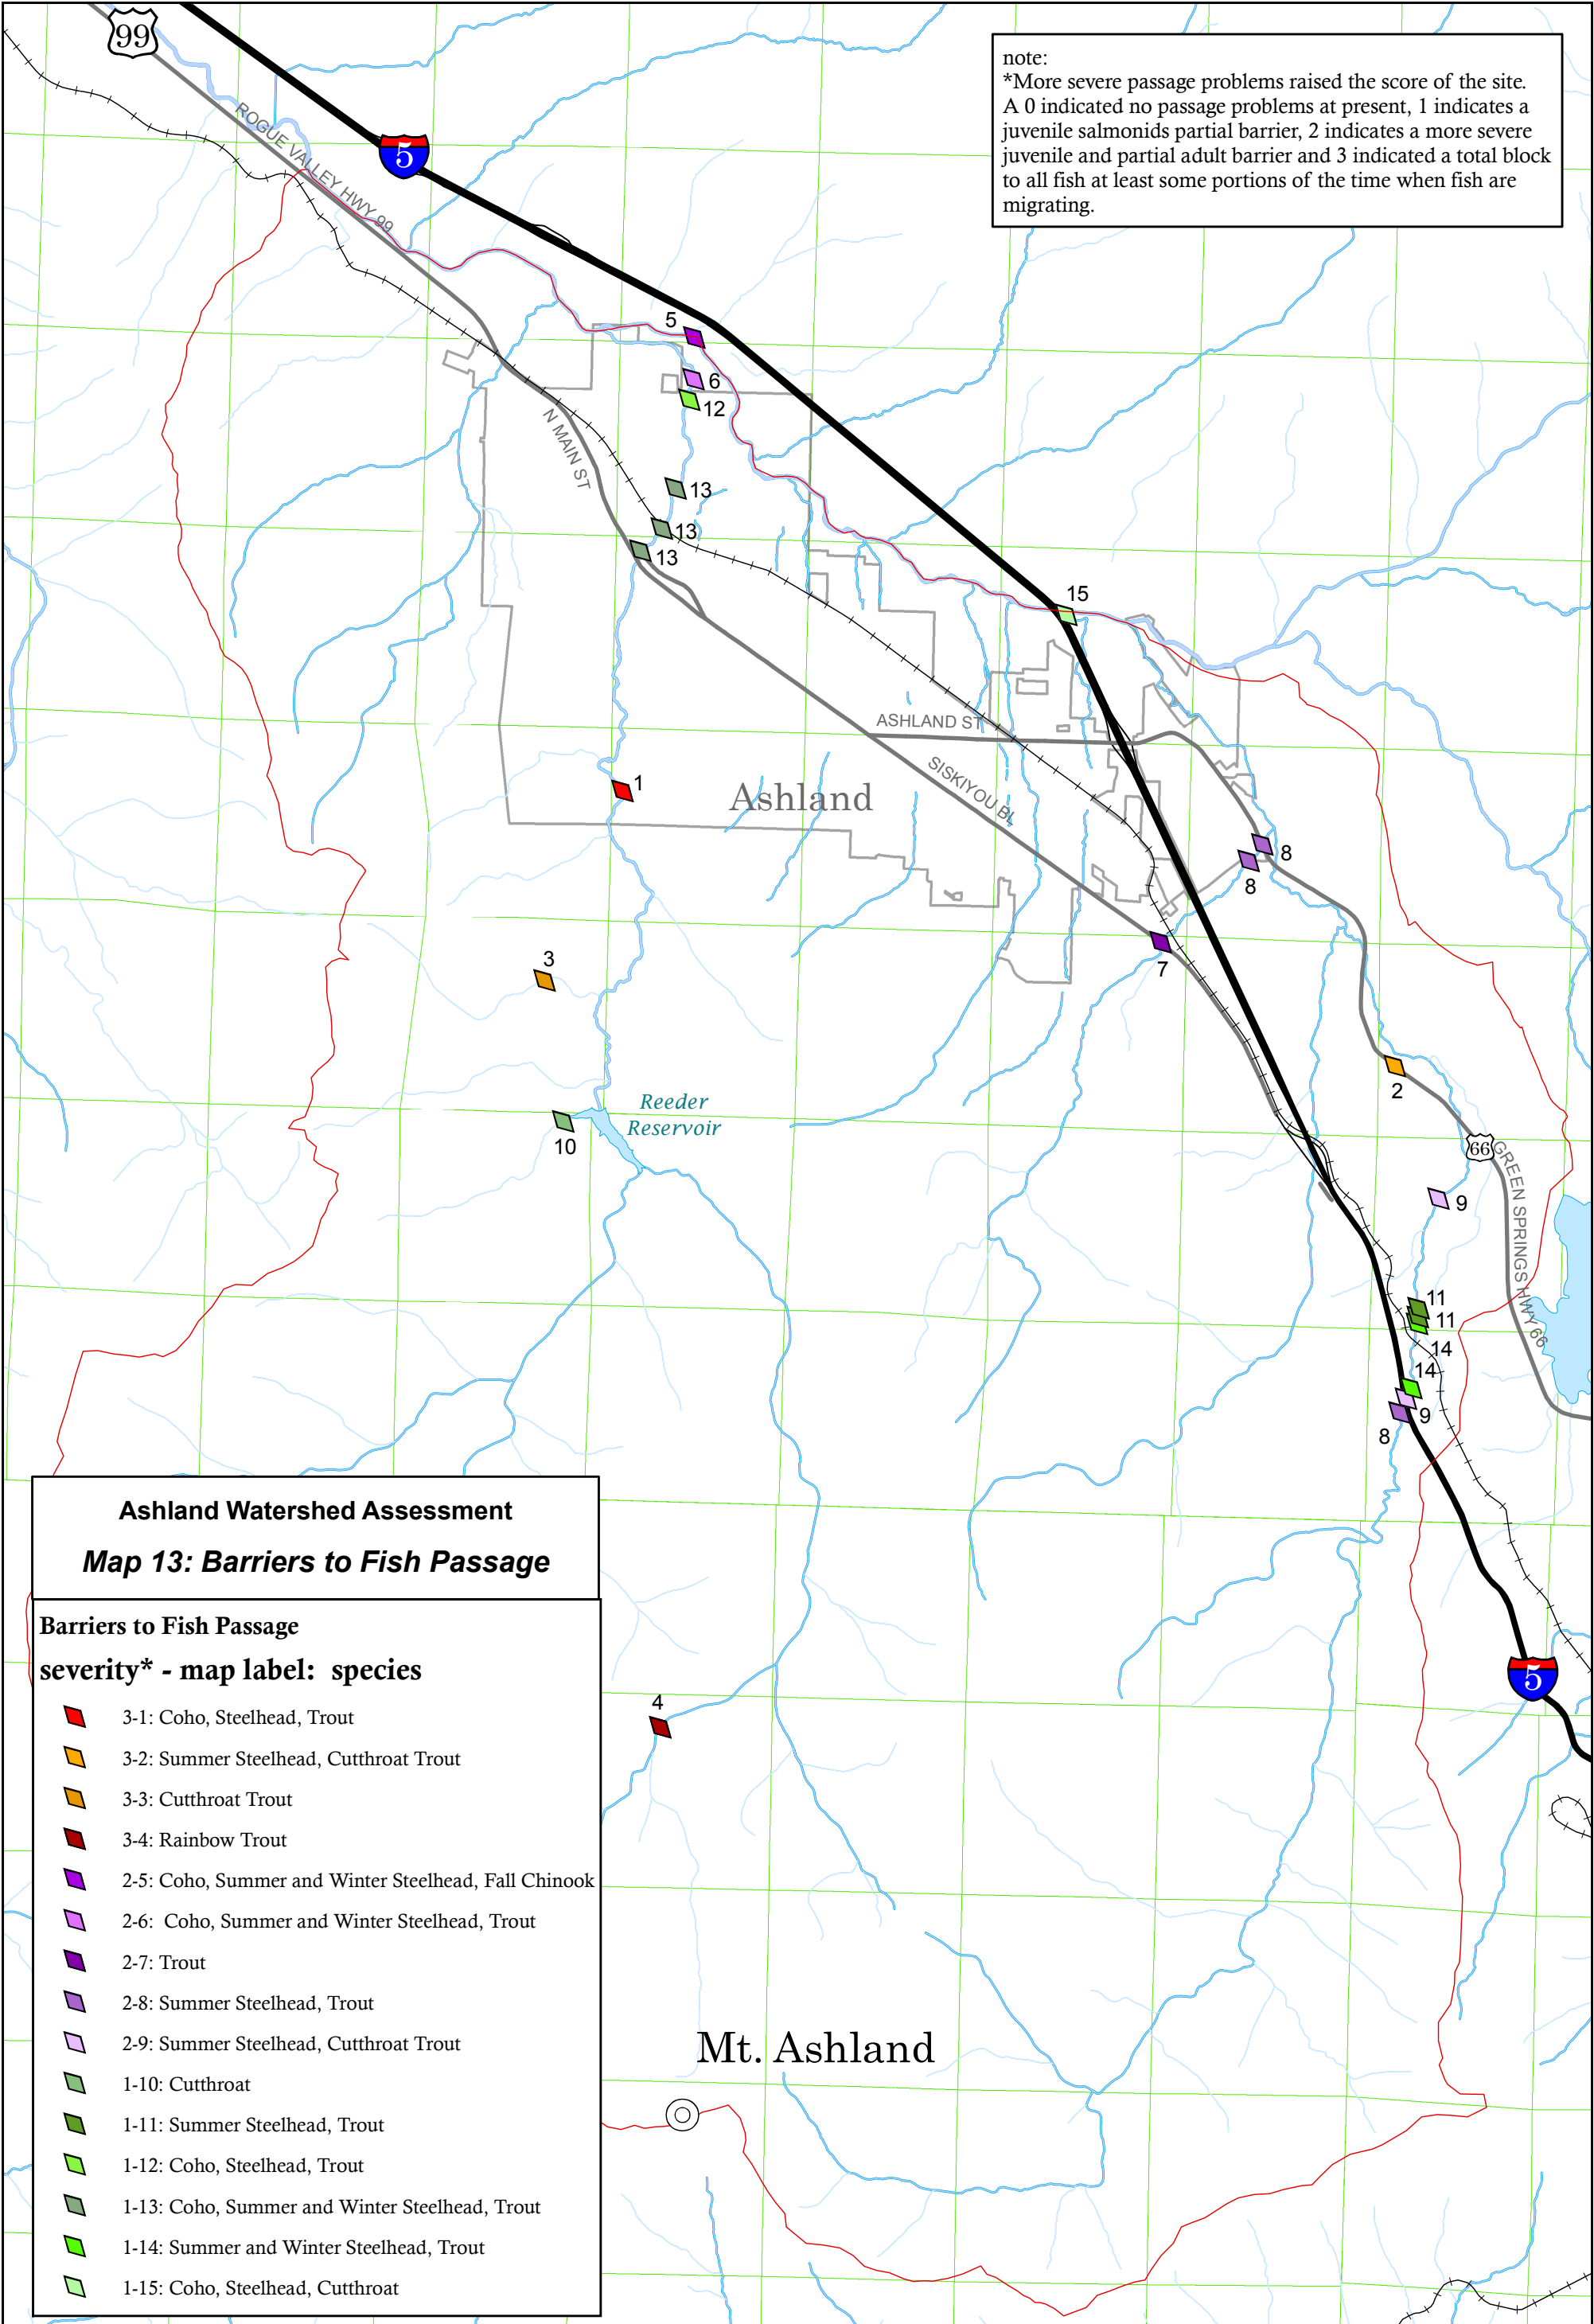 99
note:
*More severe passage problems raised the score of the site.
A 0 indicated no passage problems at present, 1 indicates a
juvenile salmonids partial barrier, 2 indicates a more severe
juvenile and partial adult barrier and 3 indicated a total block
to all fish at least some portions of the time when fish are
migrating.
ROGUE VALLEY HWY 99
5
5
6
12
N MAIN ST
13
13
13
15
ASHLAND ST
SISKIYOU BL
1
Ashland
8
8
7
3
2
Reeder
Reservoir
10
66
GREEN SPRINGS HWY 66
9
11
11
14
14
9
8
Ashland Watershed Assessment
Map 13: Barriers to Fish Passage
Barriers to Fish Passage
severity* - map label: species
3-1: Coho, Steelhead, Trout
3-2: Summer Steelhead, Cutthroat Trout
3-3: Cutthroat Trout
3-4: Rainbow Trout
2-5: Coho, Summer and Winter Steelhead, Fall Chinook
2-6: Coho, Summer and Winter Steelhead, Trout
2-7: Trout
2-8: Summer Steelhead, Trout
2-9: Summer Steelhead, Cutthroat Trout
1-10: Cutthroat
1-11: Summer Steelhead, Trout
1-12: Coho, Steelhead, Trout
1-13: Coho, Summer and Winter Steelhead, Trout
1-14: Summer and Winter Steelhead, Trout
1-15: Coho, Steelhead, Cutthroat
4
5
Mt. Ashland